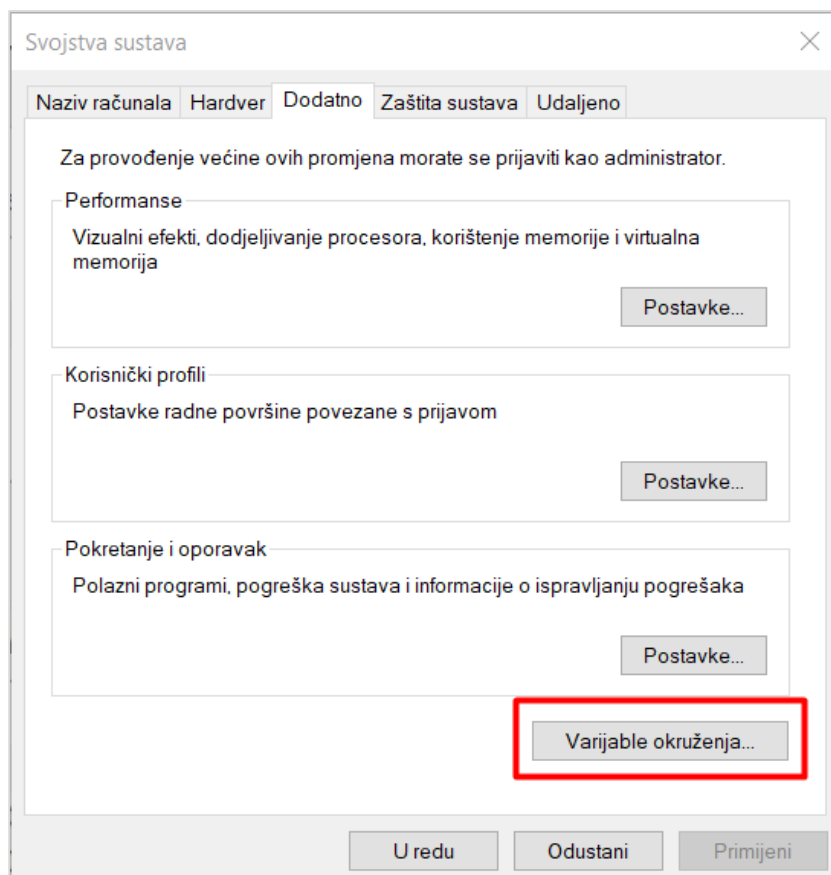 Svojstva sustava
Naziv računala Hardver Dodatno Zaštita sustava Udaljeno
Za provođenje većine ovih promjena morate se prijaviti kao administrator.
Performanse
Vizualni efekti, dodjeljivanje procesora, korištenje memorije i virtualna
memorija
Postavke...
Korisnički profili
Postavke radne površine povezane s prijavom
Postavke...
Pokretanje i oporavak
Polazni programi, pogreška sustava i informacije o ispravljanju pogrešaka
Postavke...
Varijable okruženja...
U redu Odustani Primijeni